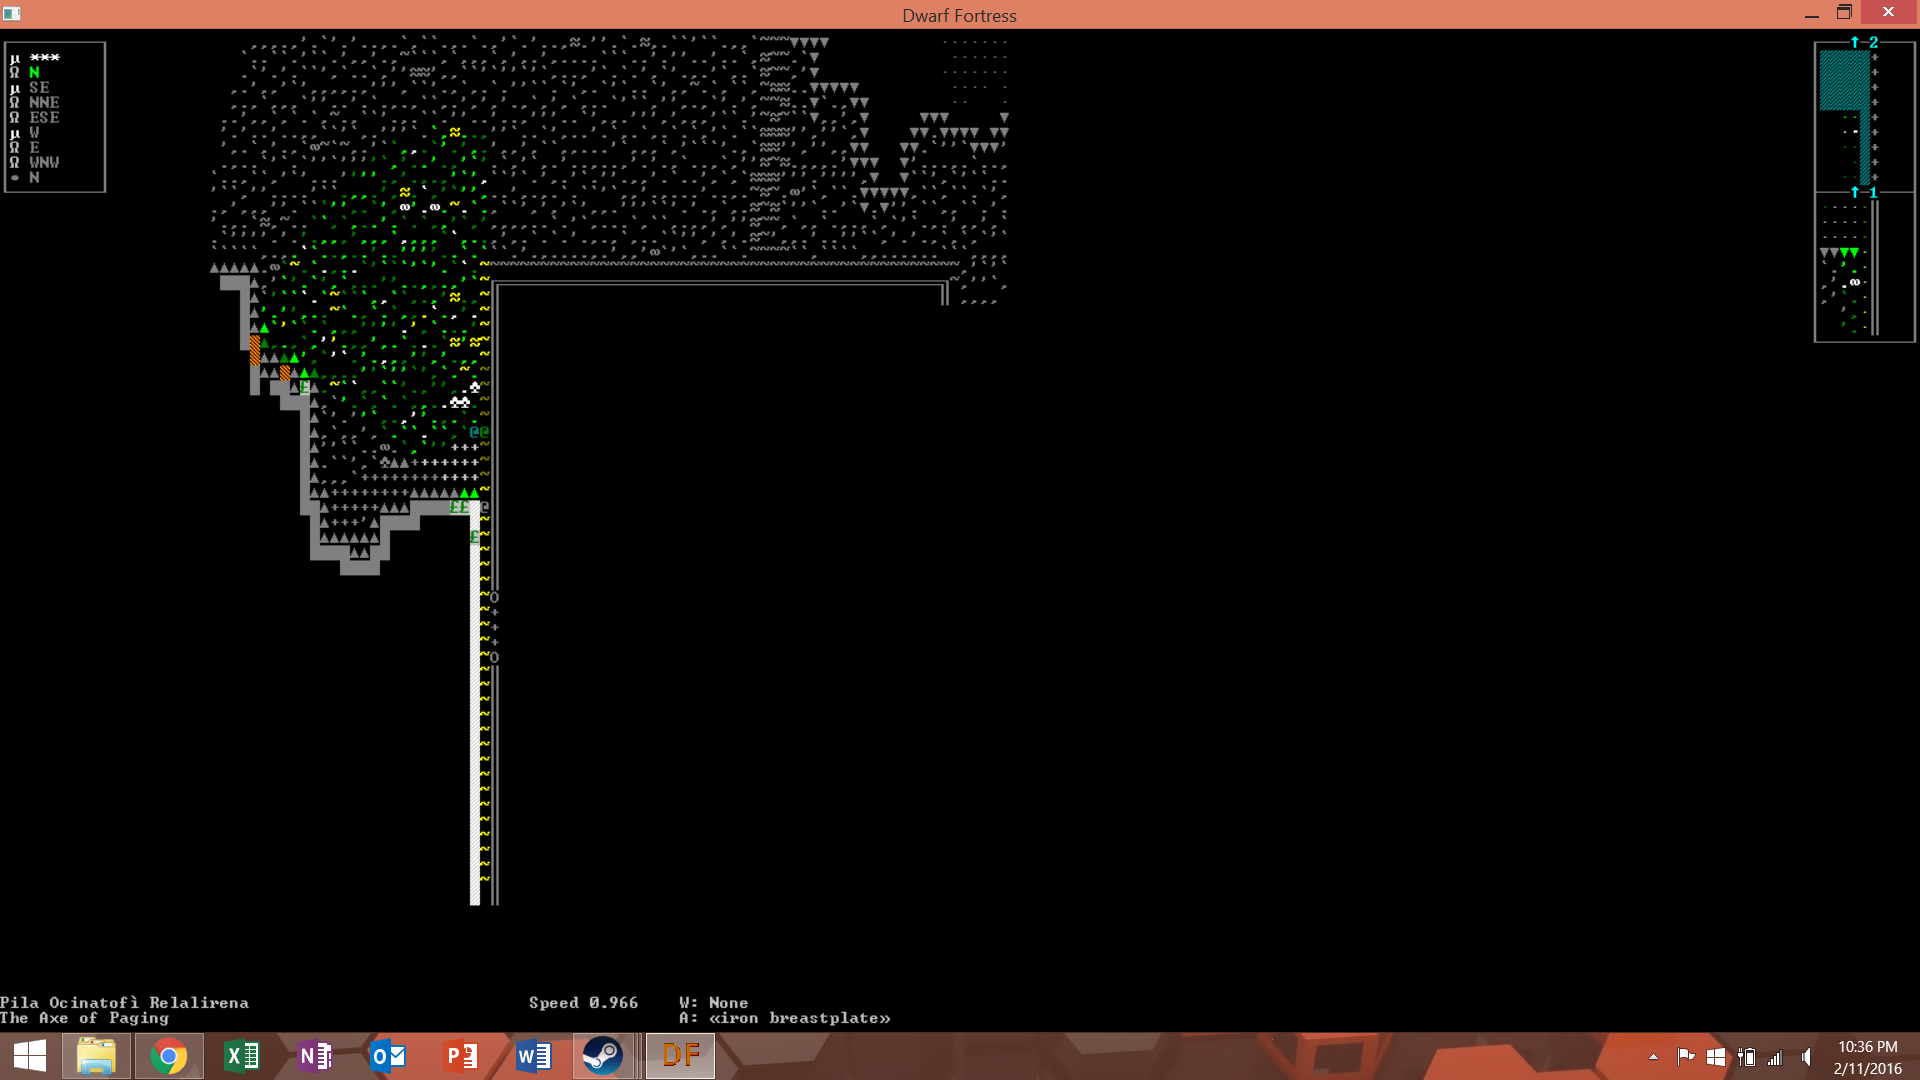 Dwarf Fortress
µ ***
Ω N
µ SE
Ω NNE
Ω ESE
µ W
Ω E
Ω WNW
N
2
1
Pila Ocinatofì Relalirena
The Axe of Paging
Speed 0.966
W: None
A: «iron breastplate»
DF
10:36 PM
2/11/2016